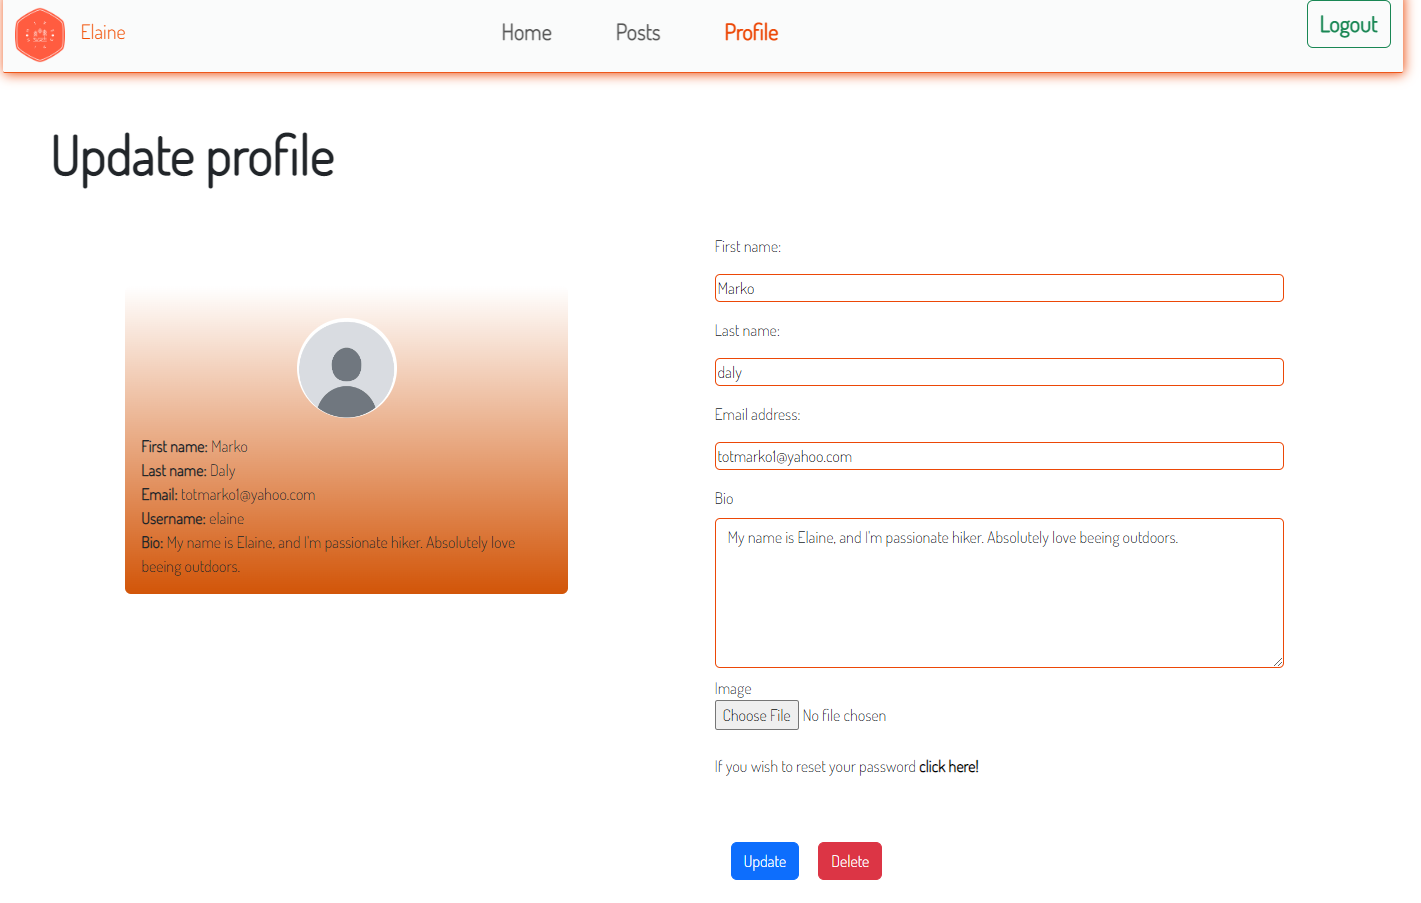 Elaine
Home Posts Profile
Logout
Update profile
First name: Marko
Last name: Daly
Email: totmarko1@yahoo.com
Username: elaine
Bio: My name is Elaine, and I'm passionate hiker. Absolutely love
beeing outdoors.
First name:
Marko
Last name:
daly
Email address:
totmarko1@yahoo.com
Bio
My name is Elaine, and I'm passionate hiker. Absolutely love beeing outdoors.
Image
Choose File No file chosen
If you wish to reset your password click here!
Update Delete